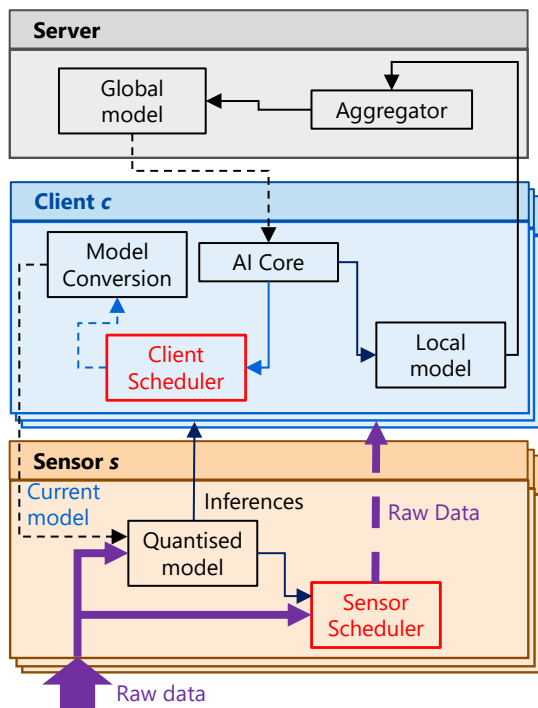 Server
Global
model
Aggregator
Client c
Model
Conversion
AI Core
Client
Scheduler
Local
model
Sensor s
Current
model
Inferences
Raw Data
Quantised
model
Sensor
Scheduler
Raw data